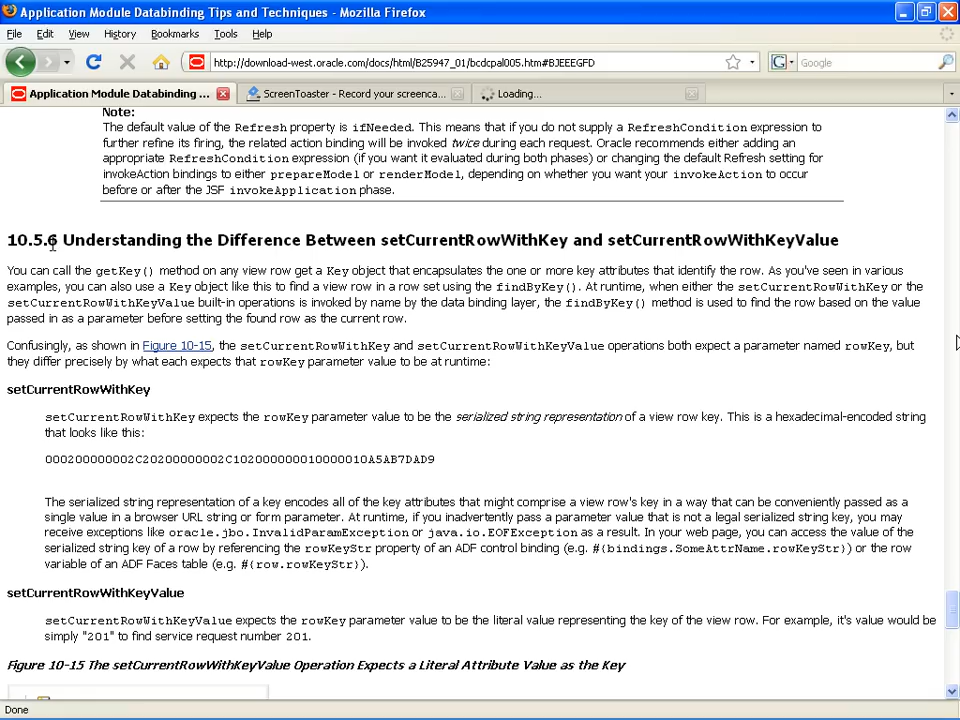 Application Module Databinding Tips and Techniques - Mozilla Firefox
File Edit View History Bookmarks Tools Help
http://download-west.oracle.com/docs/html/B25947_01/bcdcpal005.htm#BJEEEGFD
Google
Application Module Databinding ...
ScreenToaster - Record your screenca...
Loading...
Note:
The default value of the Refresh property is ifNeeded. This means that if you do not supply a RefreshCondition expression to
further refine its firing, the related action binding will be invoked twice during each request. Oracle recommends either adding an
appropriate RefreshCondition expression (if you want it evaluated during both phases) or changing the default Refresh setting for
invokeAction bindings to either prepareModel or renderModel, depending on whether you want your invokeAction to occur
before or after the JSF invokeApplication phase.
10.5.6 Understanding the Difference Between setCurrentRowWithKey and setCurrentRowWithKeyValue
You can call the getKey() method on any view row get a Key object that encapsulates the one or more key attributes that identify the row. As you've seen in various
examples, you can also use a Key object like this to find a view row in a row set using the findByKey(). At runtime, when either the setCurrentRowWithKey or the
setCurrentRowWithKeyValue built-in operations is invoked by name by the data binding layer, the findByKey() method is used to find the row based on the value
passed in as a parameter before setting the found row as the current row.
Confusingly, as shown in Figure 10-15, the setCurrentRowWithKey and setCurrentRowWithKeyValue operations both expect a parameter named rowKey, but
they differ precisely by what each expects that rowKey parameter value to be at runtime:
setCurrentRowWithKey
setCurrentRowWithKey expects the rowKey parameter value to be the serialized string representation of a view row key. This is a hexadecimal-encoded string
that looks like this:
000200000002C20200000002C102000000010000010A5AB7DAD9
The serialized string representation of a key encodes all of the key attributes that might comprise a view row's key in a way that can be conveniently passed as a
single value in a browser URL string or form parameter. At runtime, if you inadvertently pass a parameter value that is not a legal serialized string key, you may
receive exceptions like oracle.jbo.InvalidParamException or java.io.EOFException as a result. In your web page, you can access the value of the
serialized string key of a row by referencing the rowKeyStr property of an ADF control binding (e.g. #{bindings.SomeAttrName.rowKeyStr}) or the row
variable of an ADF Faces table (e.g. #{row.rowKeyStr}).
setCurrentRowWithKeyValue
setCurrentRowWithKeyValue expects the rowKey parameter value to be the literal value representing the key of the view row. For example, it's value would be
simply "201" to find service request number 201.
Figure 10-15 The setCurrentRowWithKeyValue Operation Expects a Literal Attribute Value as the Key
Done